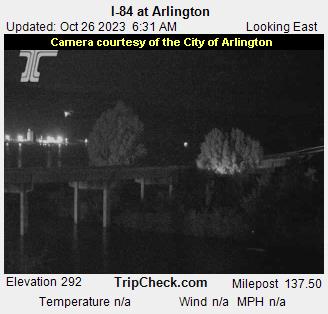 I-84 at Arlington
Updated: Oct 26 2023 6:31 AM Looking East
Camera courtesy of the City of Arlington
Elevation 292 TripCheck.com Milepost 137.50
Temperature n/a Wind n/a MPH n/a